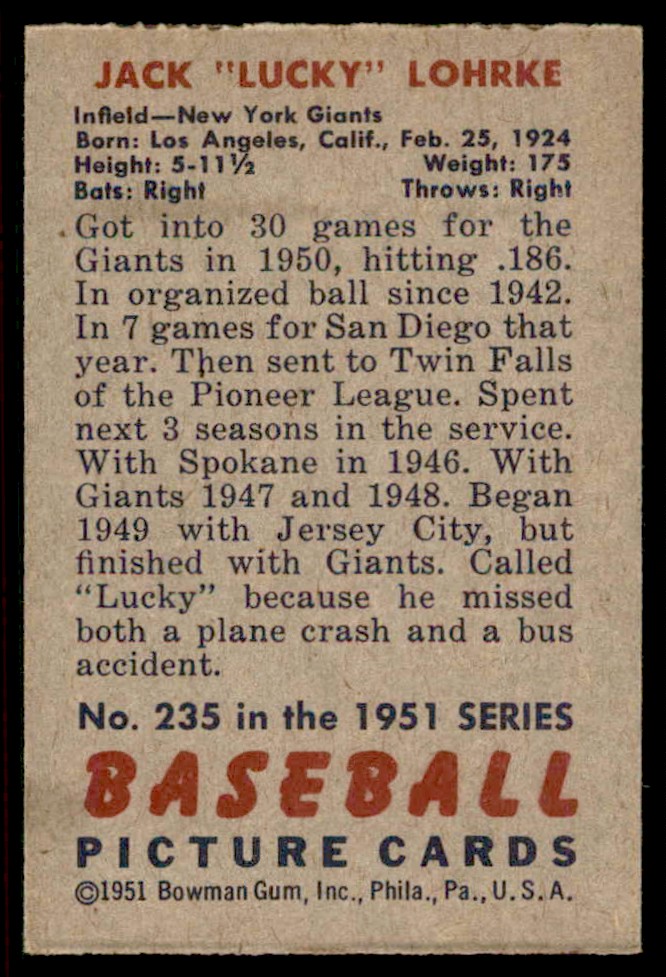 JACK "LUCKY" LOHRKE
Infield—New York Giants
Born: Los Angeles, Calif., Feb. 25, 1924
Height: 5-11½ Weight: 175
Bats: Right Throws: Right
Got into 30 games for the
Giants in 1950, hitting .186.
In organized ball since 1942.
In 7 games for San Diego that
year. Then sent to Twin Falls
of the Pioneer League. Spent
next 3 seasons in the service.
With Spokane in 1946. With
Giants 1947 and 1948. Began
1949 with Jersey City, but
finished with Giants. Called
"Lucky" because he missed
both a plane crash and a bus
accident.
No. 235 in the 1951 SERIES
BASEBALL
PICTURE CARDS
©1951 Bowman Gum, Inc., Phila., Pa., U.S.A.